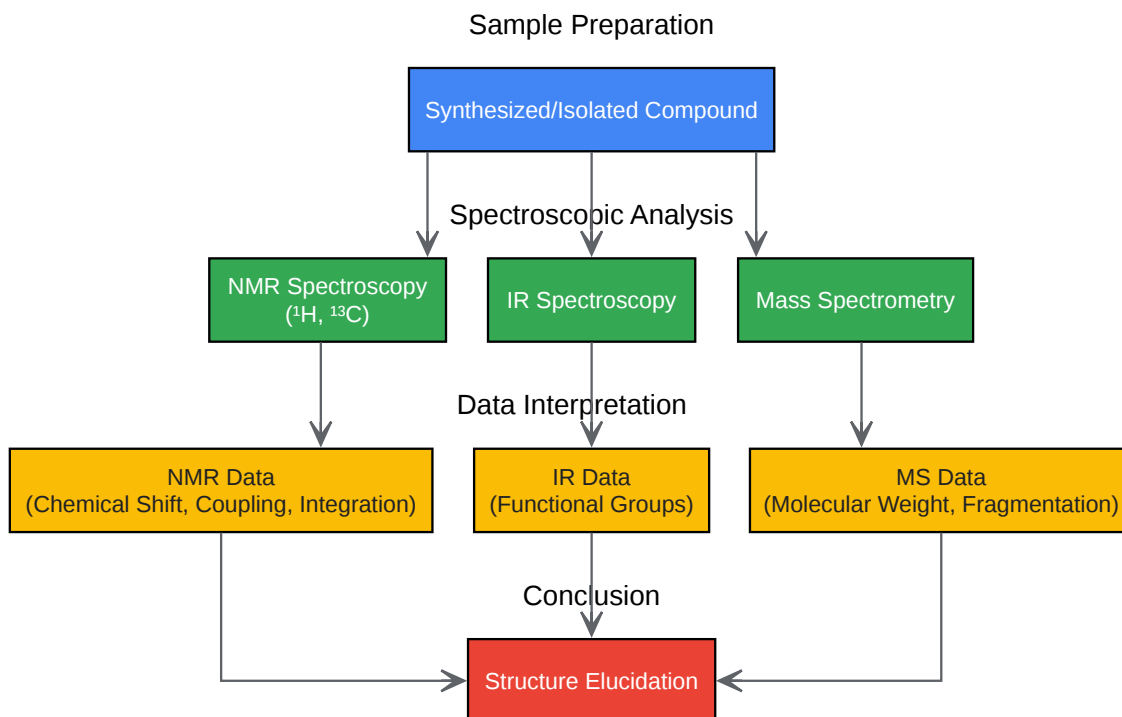 Sample Preparation
Synthesized/Isolated Compound
Spectroscopic Analysis
NMR Spectroscopy
(¹H, ¹³C)
IR Spectroscopy
Mass Spectrometry
Data Interpretation
NMR Data
(Chemical Shift, Coupling, Integration)
IR Data
(Functional Groups)
MS Data
(Molecular Weight, Fragmentation)
Conclusion
Structure Elucidation